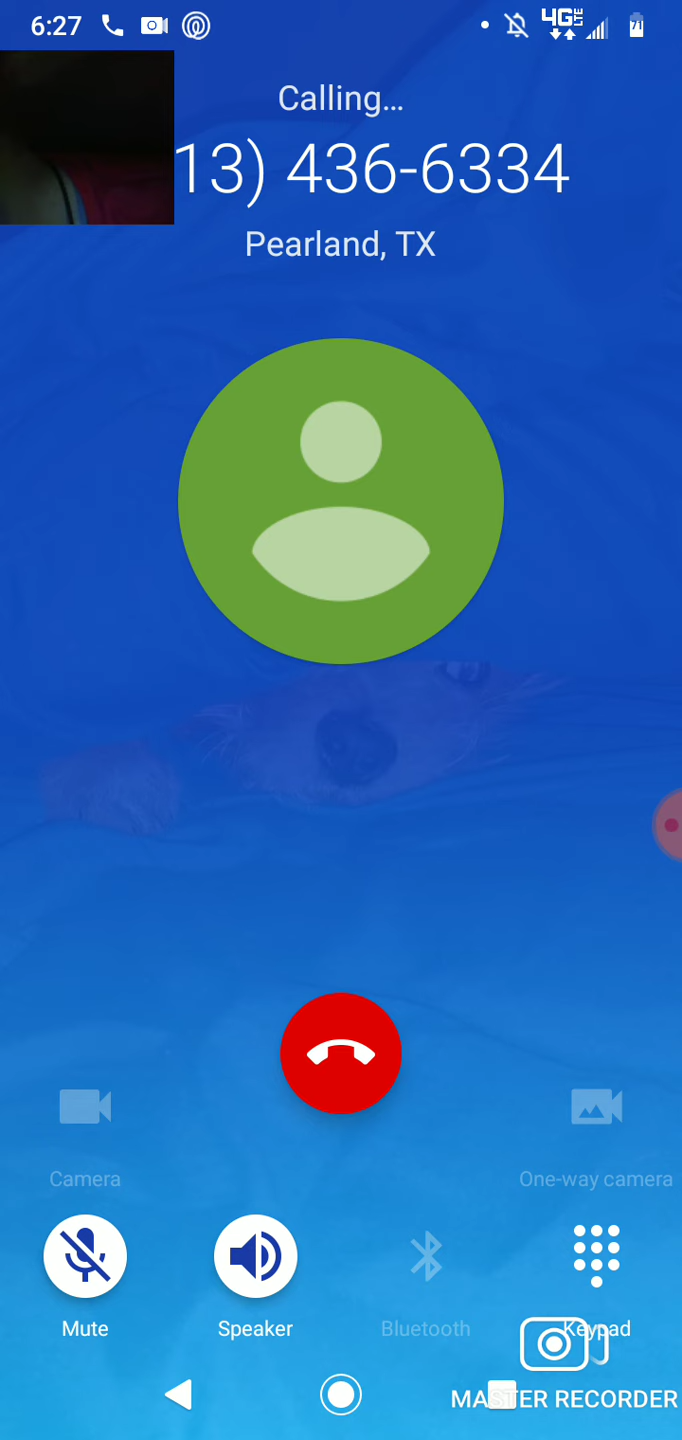 6:27 4G LTE 71
Calling…
13) 436-6334
Pearland, TX
Camera One-way camera
Mute Speaker Bluetooth Keypad
MASTER RECORDER